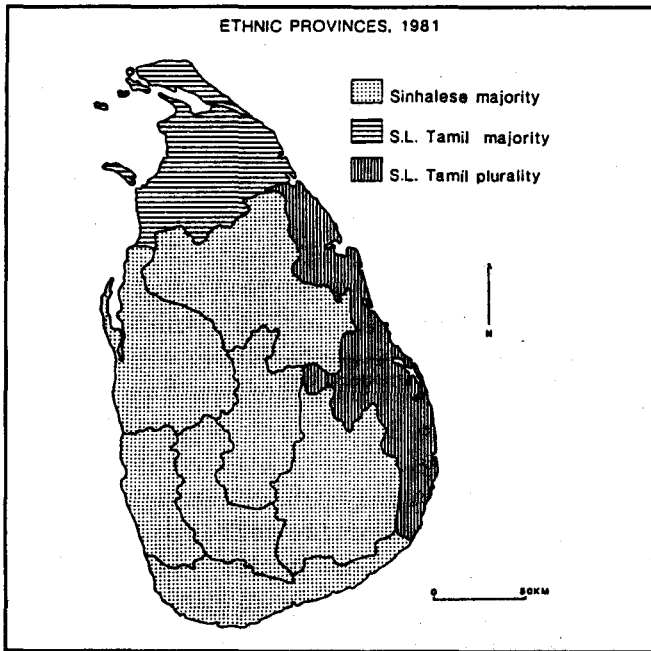 ETHNIC PROVINCES, 1981
Sinhalese majority
S.L. Tamil majority
S.L. Tamil plurality
N
0 50KM